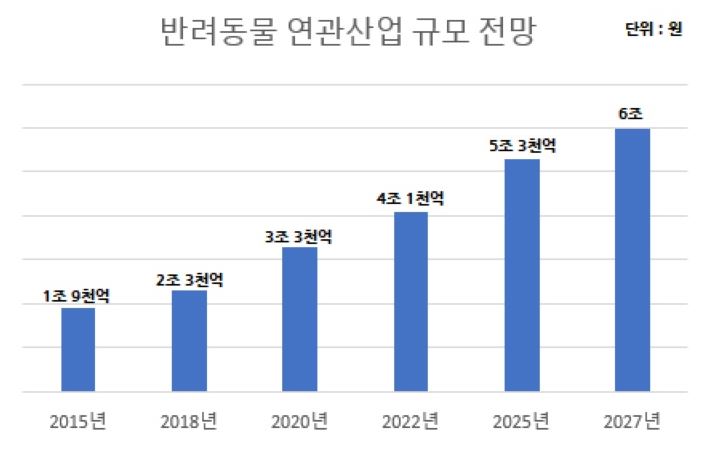 반려동물 연관산업 규모 전망
단위 : 원
1조 9천억
2조 3천억
3조 3천억
4조 1천억
5조 3천억
6조
2015년
2018년
2020년
2022년
2025년
2027년